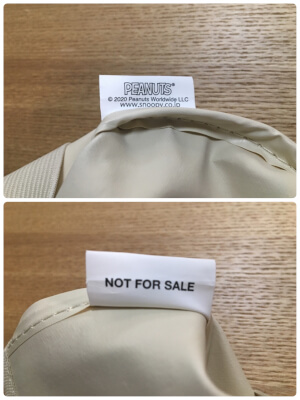 PEANUTS®
© 2020 Peanuts Worldwide LLC
www.snoopy.co.jp
NOT FOR SALE